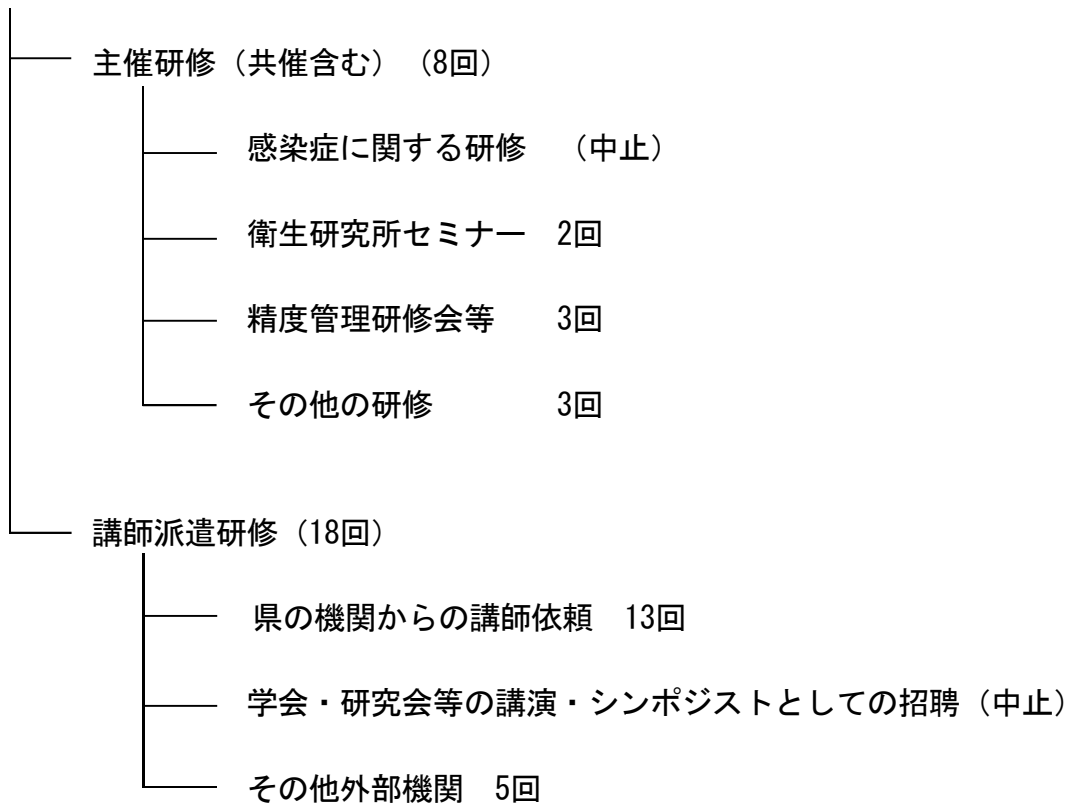 主催研修（共催含む）（8回）
感染症に関する研修　（中止）
衛生研究所セミナー　2回
精度管理研修会等　　3回
その他の研修　　　　3回
講師派遣研修（18回）
県の機関からの講師依頼　13回
学会・研究会等の講演・シンポジストとしての招聘（中止）
その他外部機関　5回